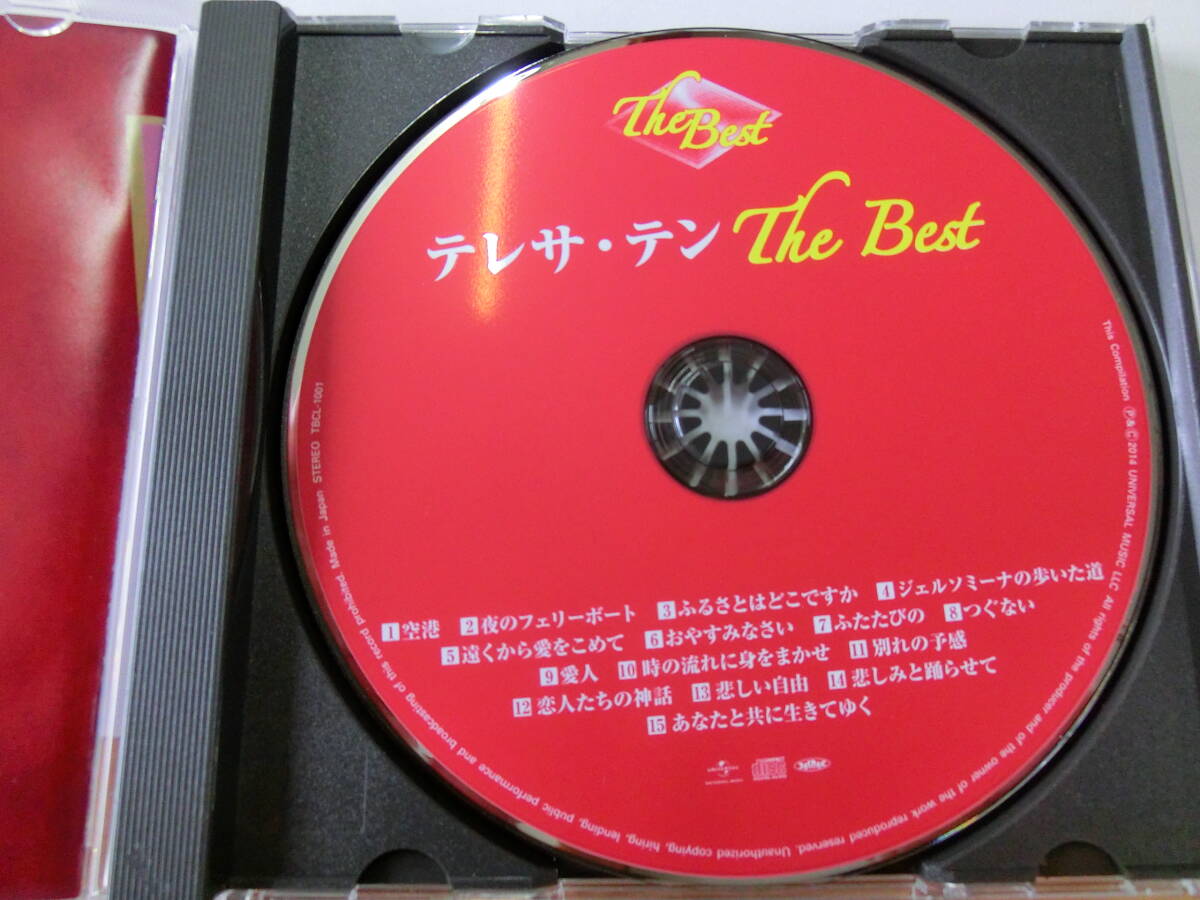 The Best
テレサ・テン The Best
This Compilation Ⓟ & Ⓒ 2014 UNIVERSAL MUSIC LLC All rights of the producer and of the owner of the work reproduced reserved. Unauthorized copying, hiring, lending, public performance and broadcasting of this record prohibited. Made in Japan STEREO TBCL-1001
1 空港 2 夜のフェリーボート 3 ふるさとはどこですか 4 ジェルソミーナの歩いた道
5 遠くから愛をこめて 6 おやすみなさい 7 ふたたびの 8 つぐない
9 愛人 10 時の流れに身をまかせ 11 別れの予感
12 恋人たちの神話 13 悲しい自由 14 悲しみと踊らせて
15 あなたと共に生きてゆく
UNIVERSAL
COMPACT disc DIGITAL AUDIO